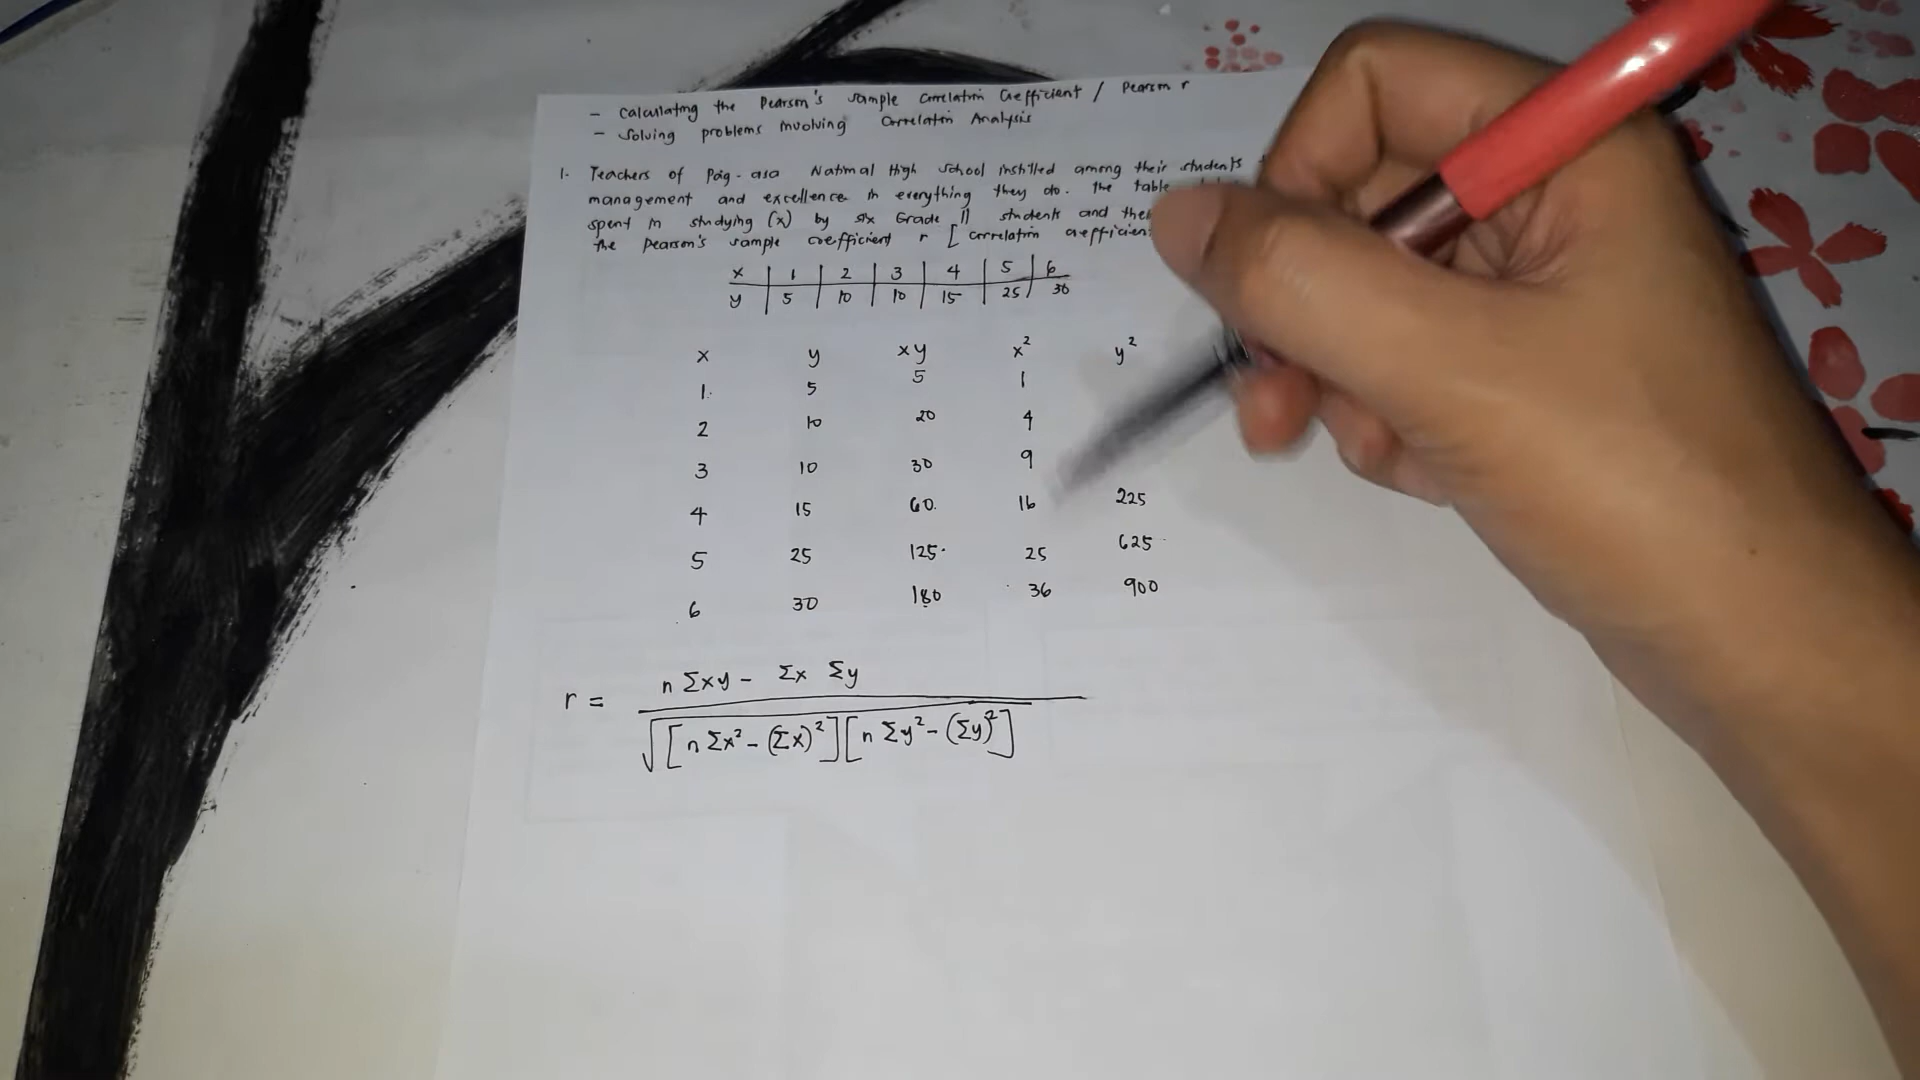 - Calculating the Pearson's sample Correlation Coefficient / Pearson r
- Solving problems involving Correlation Analysis
1. Teachers of Pag-asa National High School instilled among their students
management and excellence in everything they do. The table
spent in studying (x) by six Grade 11 students and their
the Pearson's sample coefficient r [correlation coefficient
x | 1 | 2 | 3 | 4 | 5 | 6
y | 5 | 10 | 10 | 15 | 25 | 30
x y xy x² y²
1 5 5 1
2 10 20 4
3 10 30 9
4 15 60 16 225
5 25 125 25 625
6 30 180 36 900
n Σxy - Σx Σy
r =
√[n Σx² - (Σx)²][n Σy² - (Σy)²]